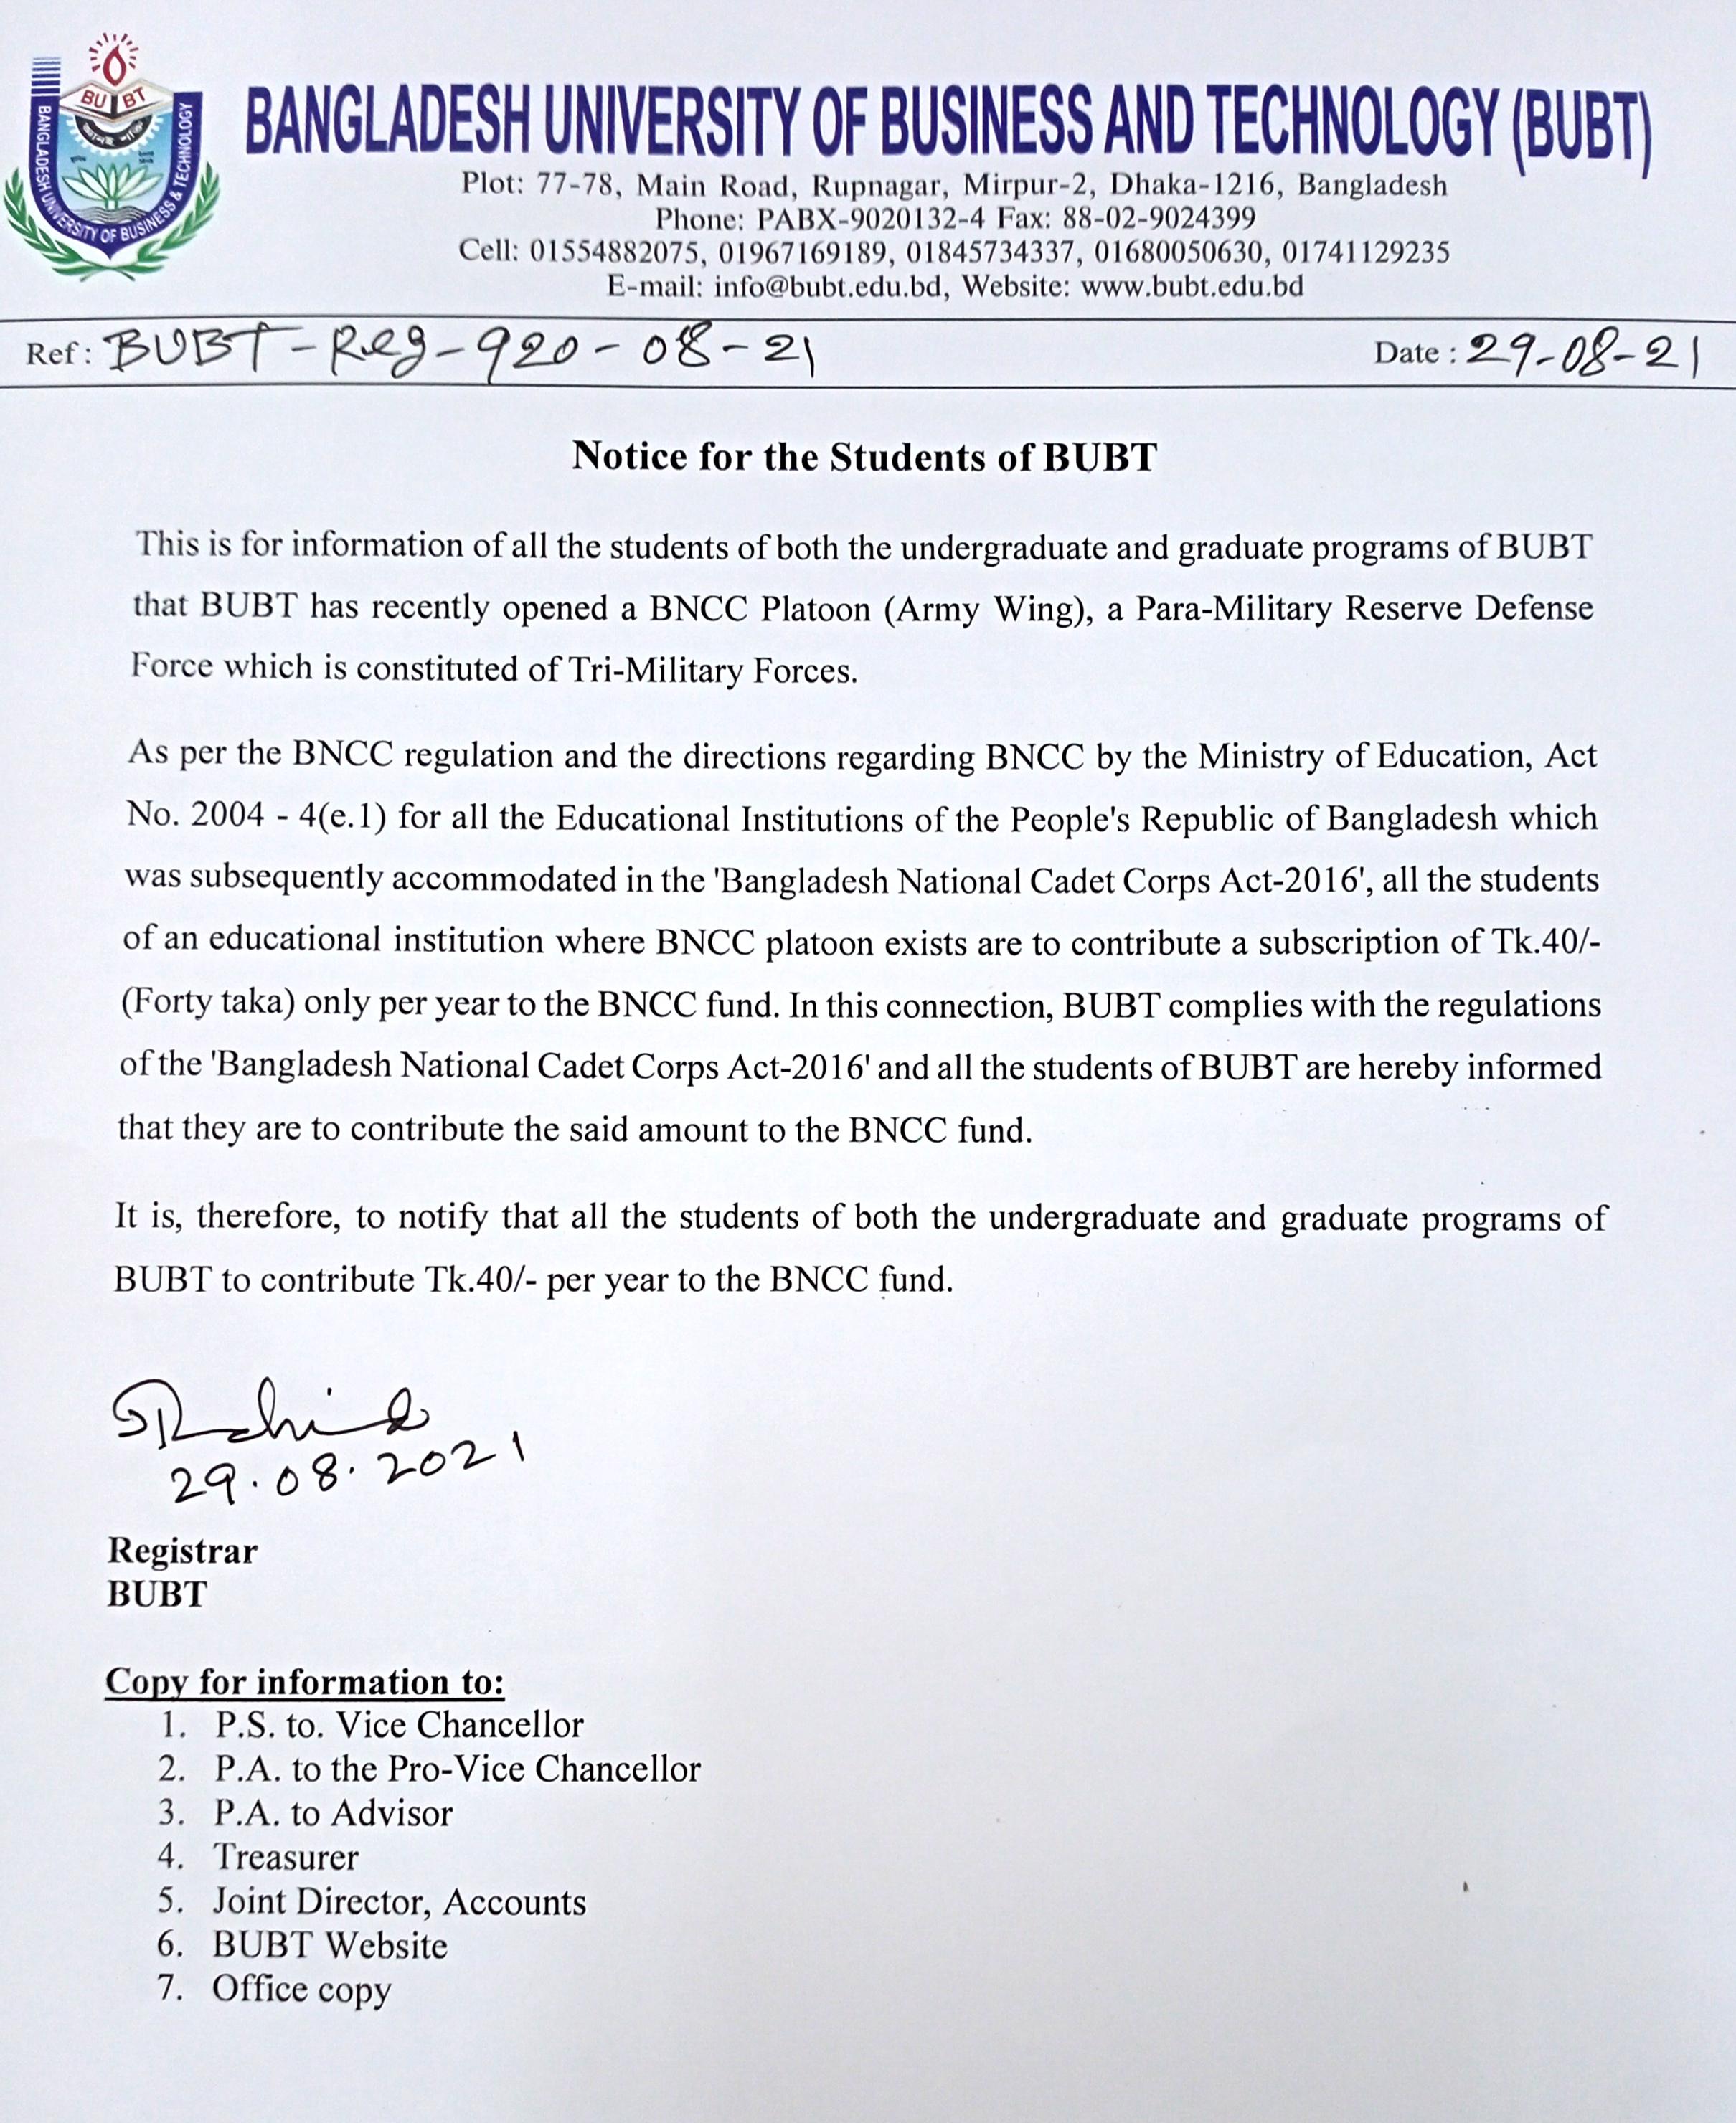 BU BT
BANGLADESH UNIVERSITY OF BUSINESS & TECHNOLOGY
BANGLADESH UNIVERSITY OF BUSINESS AND TECHNOLOGY (BUBT)
Plot: 77-78, Main Road, Rupnagar, Mirpur-2, Dhaka-1216, Bangladesh
Phone: PABX-9020132-4 Fax: 88-02-9024399
Cell: 01554882075, 01967169189, 01845734337, 01680050630, 01741129235
E-mail: info@bubt.edu.bd, Website: www.bubt.edu.bd
Ref: BUBT-Reg-920-08-21 Date: 29-08-21
Notice for the Students of BUBT
This is for information of all the students of both the undergraduate and graduate programs of BUBT
that BUBT has recently opened a BNCC Platoon (Army Wing), a Para-Military Reserve Defense
Force which is constituted of Tri-Military Forces.
As per the BNCC regulation and the directions regarding BNCC by the Ministry of Education, Act
No. 2004 - 4(e.1) for all the Educational Institutions of the People's Republic of Bangladesh which
was subsequently accommodated in the 'Bangladesh National Cadet Corps Act-2016', all the students
of an educational institution where BNCC platoon exists are to contribute a subscription of Tk.40/-
(Forty taka) only per year to the BNCC fund. In this connection, BUBT complies with the regulations
of the 'Bangladesh National Cadet Corps Act-2016' and all the students of BUBT are hereby informed
that they are to contribute the said amount to the BNCC fund.
It is, therefore, to notify that all the students of both the undergraduate and graduate programs of
BUBT to contribute Tk.40/- per year to the BNCC fund.
29.08.2021
Registrar
BUBT
Copy for information to:
1. P.S. to. Vice Chancellor
2. P.A. to the Pro-Vice Chancellor
3. P.A. to Advisor
4. Treasurer
5. Joint Director, Accounts
6. BUBT Website
7. Office copy